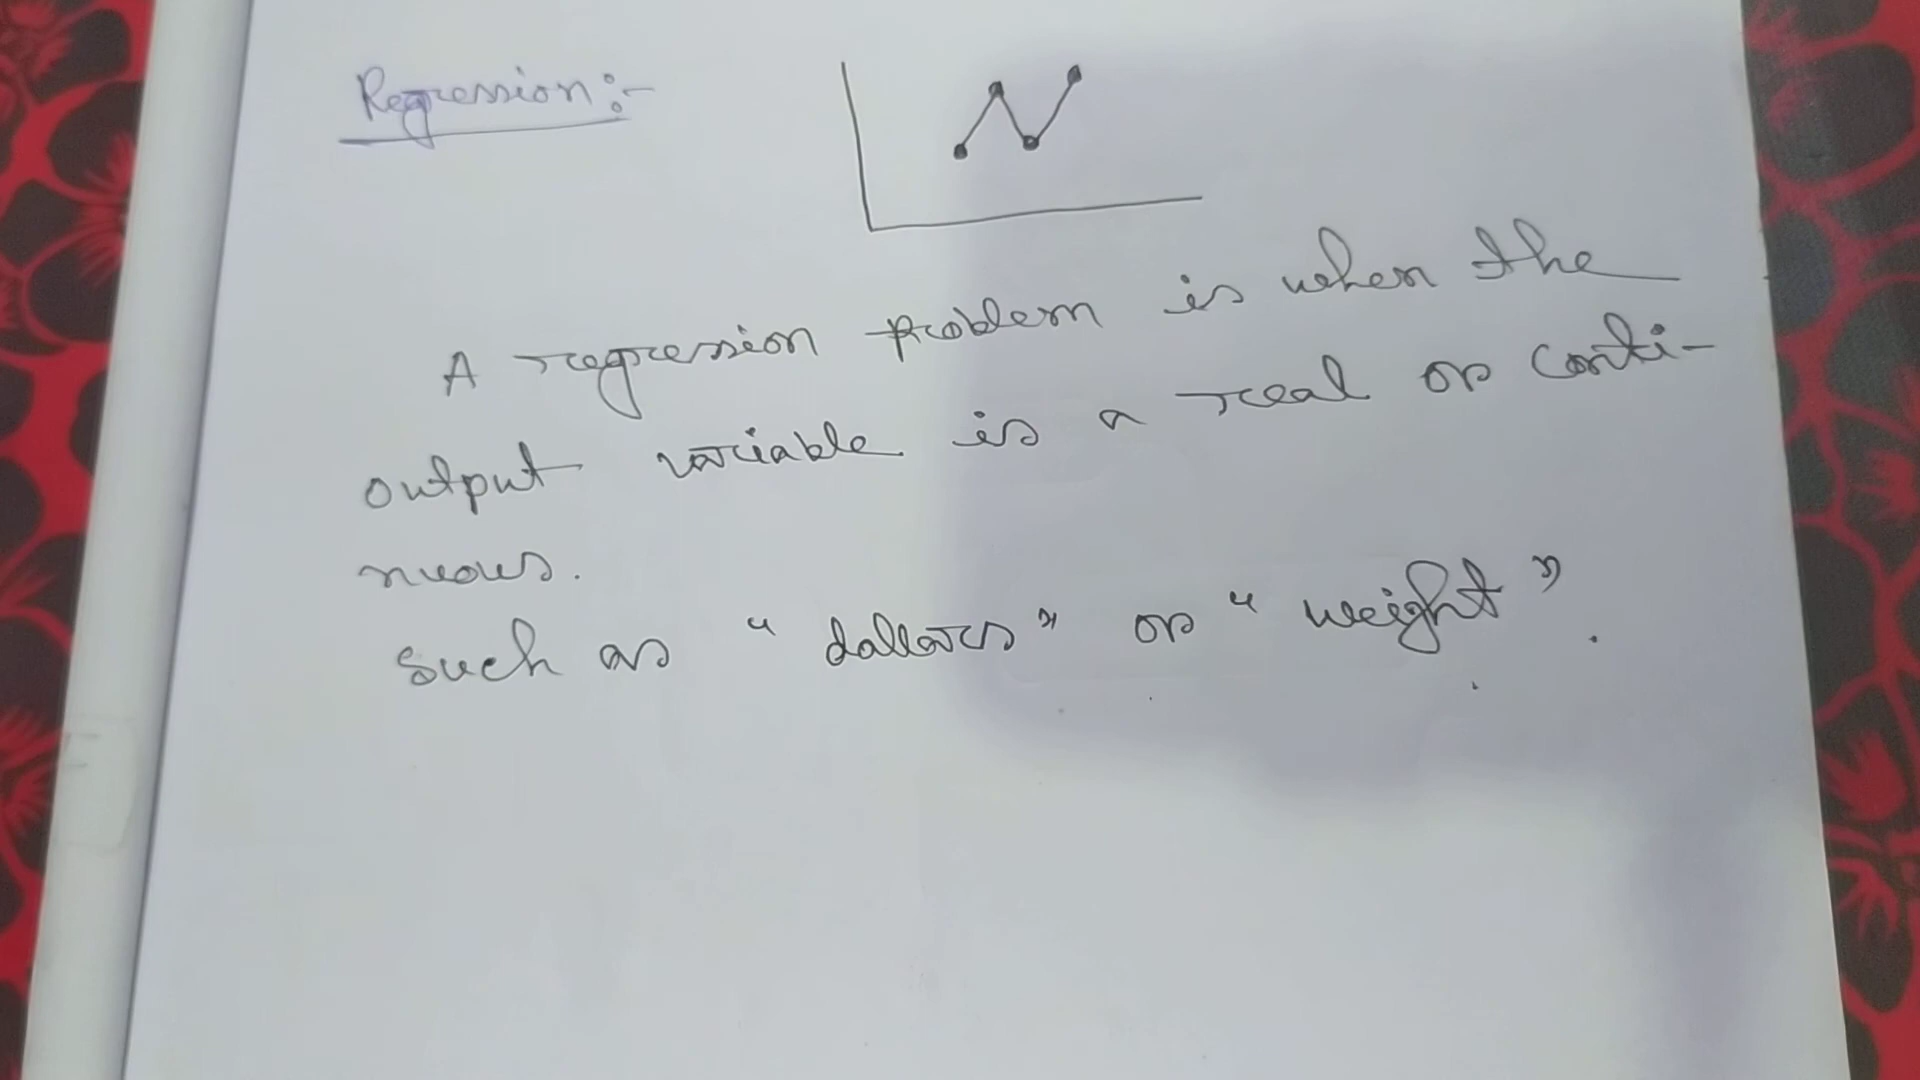 Regression:-
A regression problem is when the
output variable is a real or conti-
nuous.
such as "dollars" or "weight".